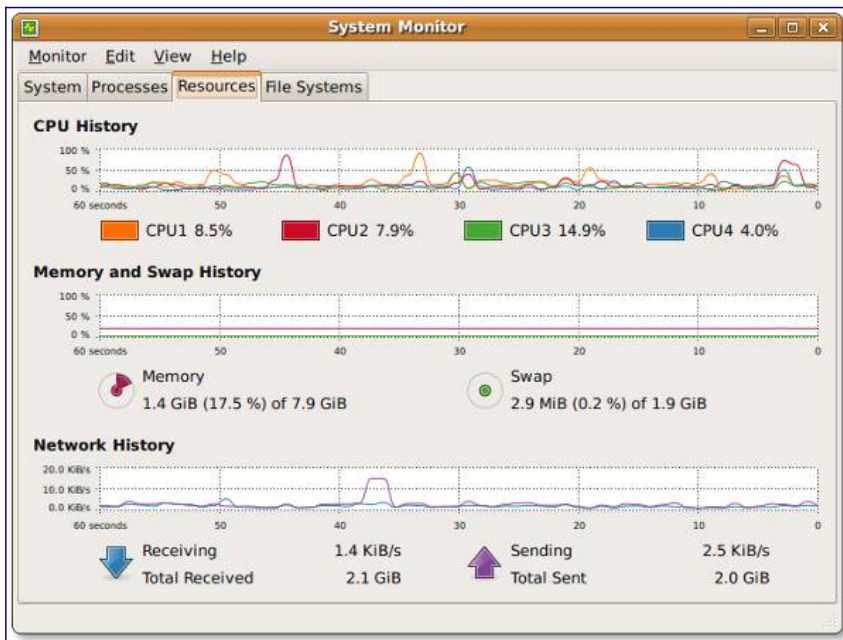 System Monitor
Monitor Edit View Help
System Processes Resources File Systems
CPU History
100 %
50 %
0 %
60 seconds 50 40 30 20 10 0
CPU1 8.5% CPU2 7.9% CPU3 14.9% CPU4 4.0%
Memory and Swap History
100 %
50 %
0 %
60 seconds 50 40 30 20 10 0
Memory Swap
1.4 GiB (17.5 %) of 7.9 GiB 2.9 MiB (0.2 %) of 1.9 GiB
Network History
20.0 KiB/s
10.0 KiB/s
0.0 KiB/s
60 seconds 50 40 30 20 10 0
Receiving 1.4 KiB/s Sending 2.5 KiB/s
Total Received 2.1 GiB Total Sent 2.0 GiB